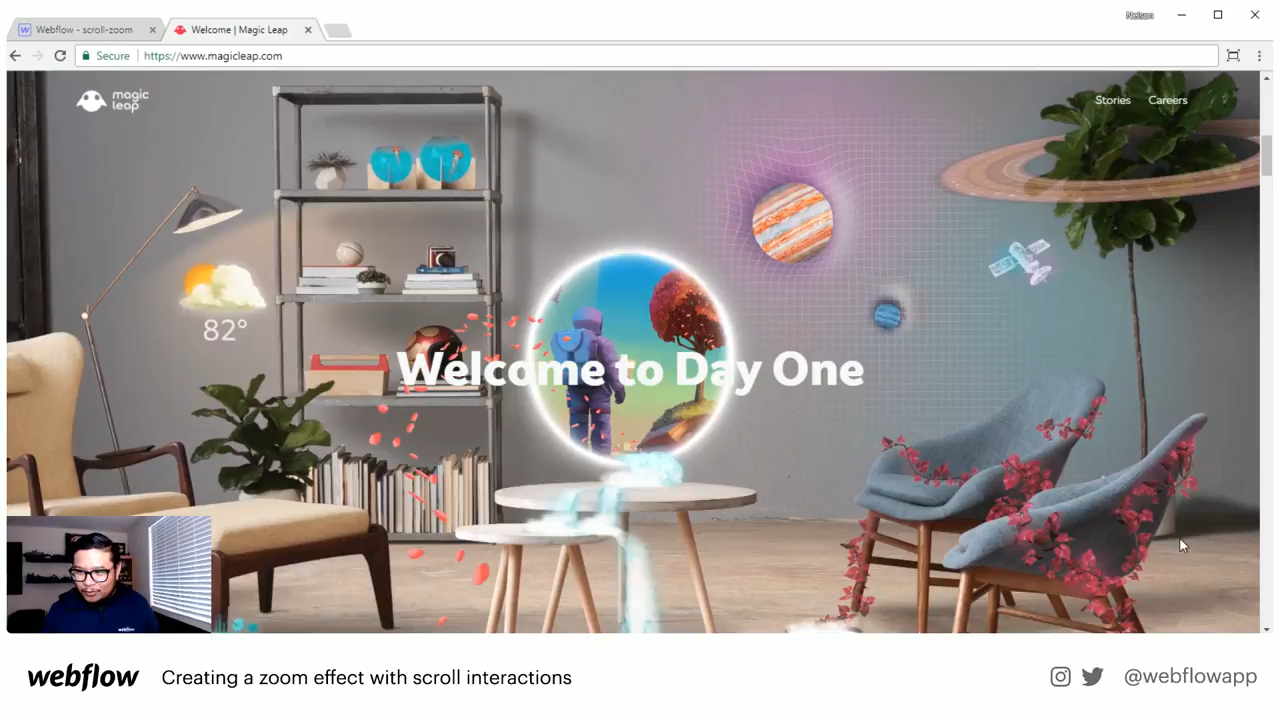 Nelson
Webflow - scroll-zoom
Welcome | Magic Leap
Secure
https://www.magicleap.com
magic
leap
Stories
Careers
82°
Welcome to Day One
webflow
webflow
Creating a zoom effect with scroll interactions
@webflowapp